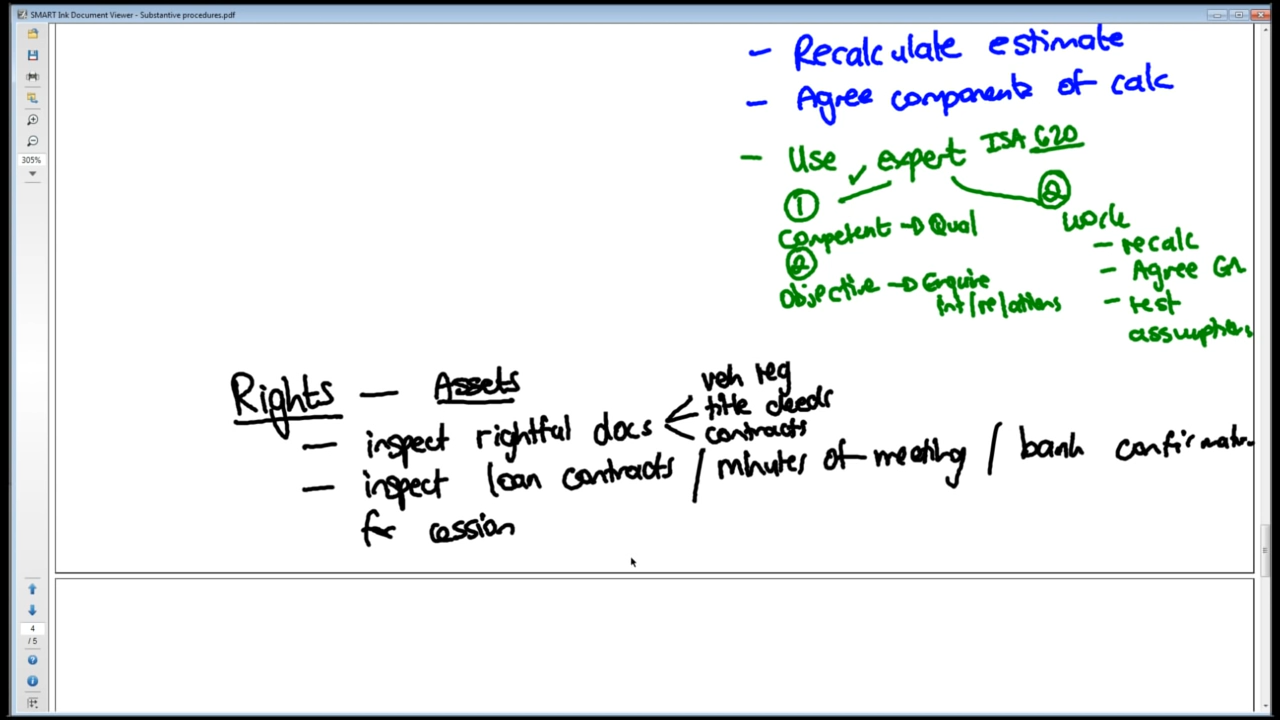 SMART Ink Document Viewer - Substantive procedures.pdf
305%
4
/ 5
- Recalculate estimate
- Agree components of calc
- Use expert ISA 620
①
Competent → Qual
②
Objective → Enquire
int/relations
②
work
- recalc
- Agree GL
- test
assumptions
Rights - Assets
- inspect rightful docs
veh reg
title deeds
contracts
- inspect loan contracts / minutes of meeting / bank
for cession